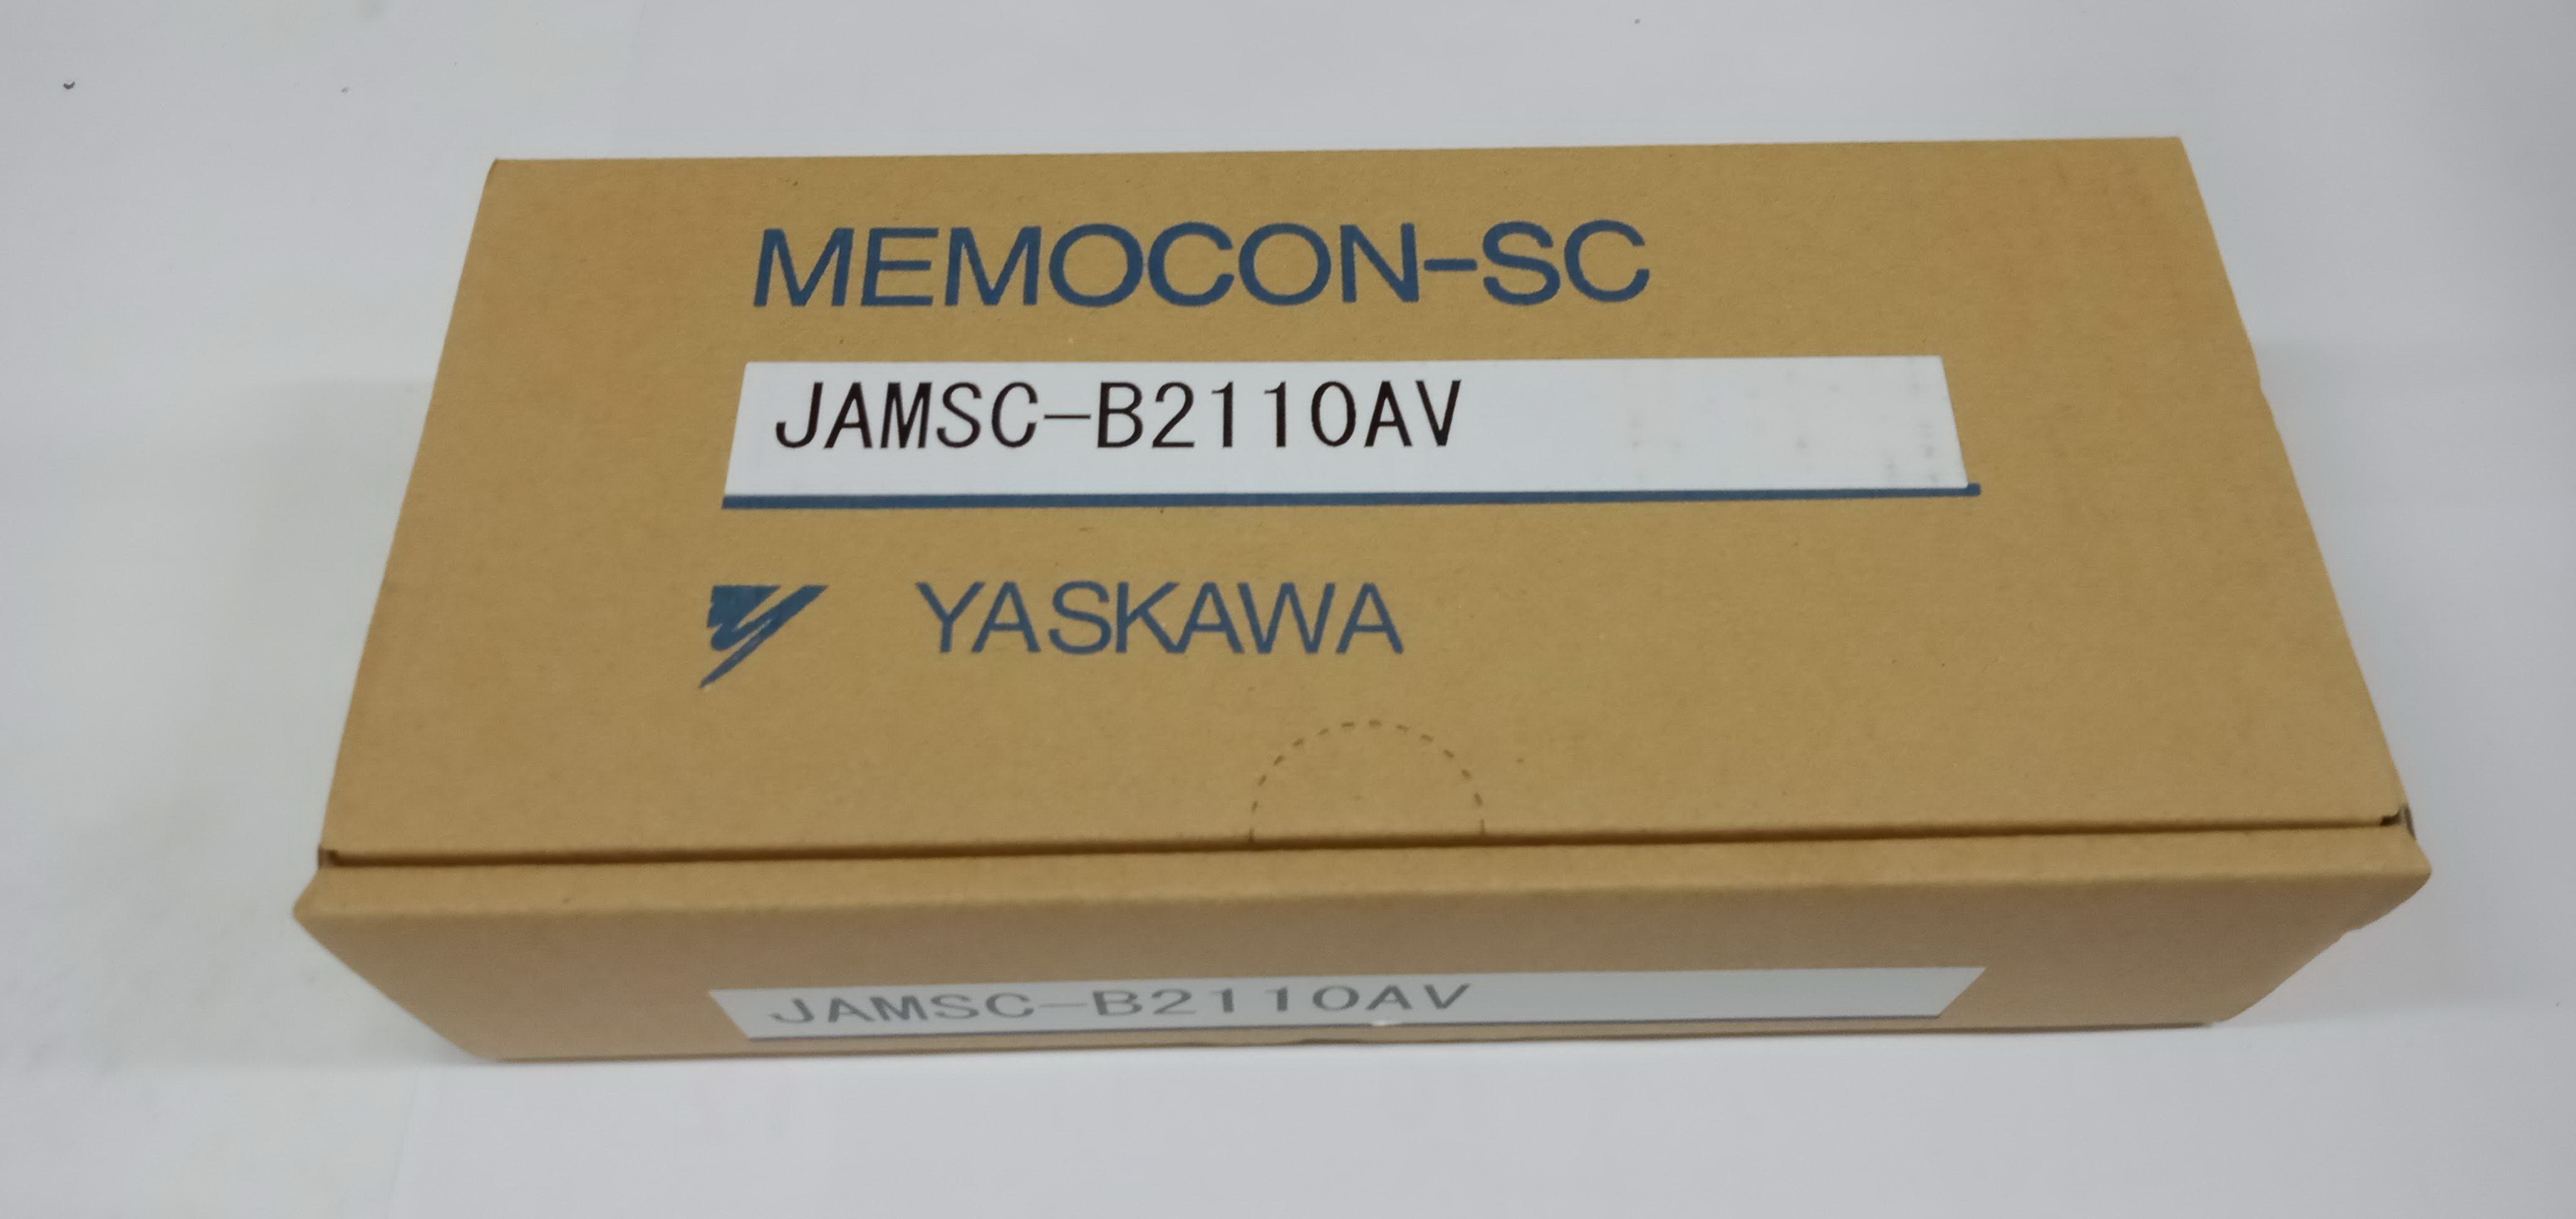 MEMOCON-SC
JAMSC-B2110AV
YASKAWA
JAMSC-B2110AV